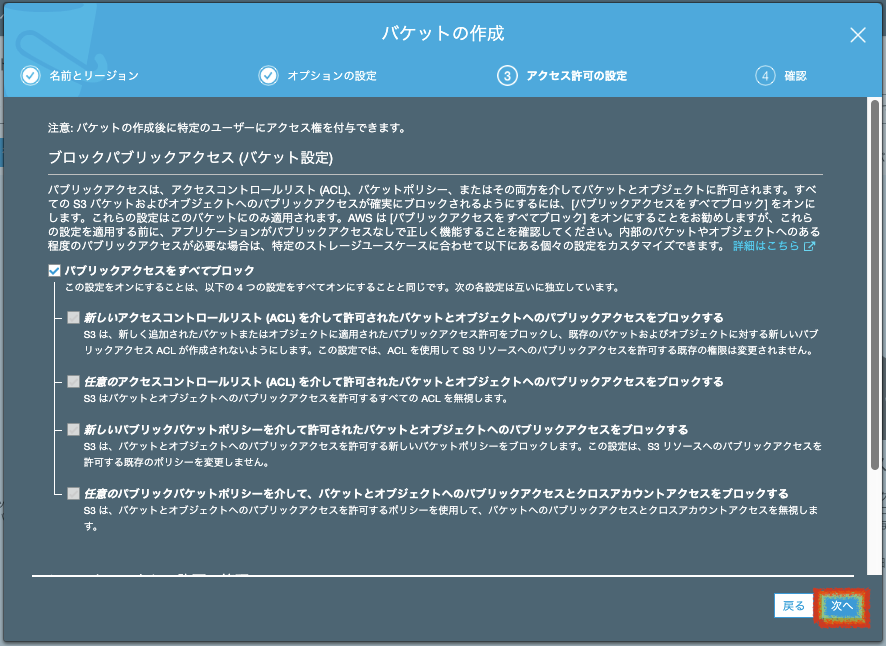 バケットの作成
名前とリージョン
オプションの設定
3 アクセス許可の設定
4 確認
注意: バケットの作成後に特定のユーザーにアクセス権を付与できます。
ブロックパブリックアクセス (バケット設定)
パブリックアクセスは、アクセスコントロールリスト (ACL)、バケットポリシー、またはその両方を介してバケットとオブジェクトに許可されます。すべ
ての S3 バケットおよびオブジェクトへのパブリックアクセスが確実にブロックされるようにするには、[パブリックアクセスをすべてブロック] をオンに
します。これらの設定はこのバケットにのみ適用されます。AWS は [パブリックアクセスをすべてブロック] をオンにすることをお勧めしますが、これら
の設定を適用する前に、アプリケーションがパブリックアクセスなしで正しく機能することを確認してください。内部のバケットやオブジェクトへのある
程度のパブリックアクセスが必要な場合は、特定のストレージユースケースに合わせて以下にある個々の設定をカスタマイズできます。 詳細はこちら
パブリックアクセスをすべてブロック
この設定をオンにすることは、以下の 4 つの設定をすべてオンにすることと同じです。次の各設定は互いに独立しています。
新しいアクセスコントロールリスト (ACL) を介して許可されたバケットとオブジェクトへのパブリックアクセスをブロックする
S3 は、新しく追加されたバケットまたはオブジェクトに適用されたパブリックアクセス許可をブロックし、既存のバケットおよびオブジェクトに対する新しいパブ
リックアクセス ACL が作成されないようにします。この設定では、ACL を使用して S3 リソースへのパブリックアクセスを許可する既存の権限は変更されません。
任意のアクセスコントロールリスト (ACL) を介して許可されたバケットとオブジェクトへのパブリックアクセスをブロックする
S3 はバケットとオブジェクトへのパブリックアクセスを許可するすべての ACL を無視します。
新しいパブリックバケットポリシーを介して許可されたバケットとオブジェクトへのパブリックアクセスをブロックする
S3 は、バケットとオブジェクトへのパブリックアクセスを許可する新しいバケットポリシーをブロックします。この設定は、S3 リソースへのパブリックアクセスを
許可する既存のポリシーを変更しません。
任意のパブリックバケットポリシーを介して、バケットとオブジェクトへのパブリックアクセスとクロスアカウントアクセスをブロックする
S3 は、バケットとオブジェクトへのパブリックアクセスを許可するポリシーを使用して、バケットへのパブリックアクセスとクロスアカウントアクセスを無視しま
す。
戻る
次へ